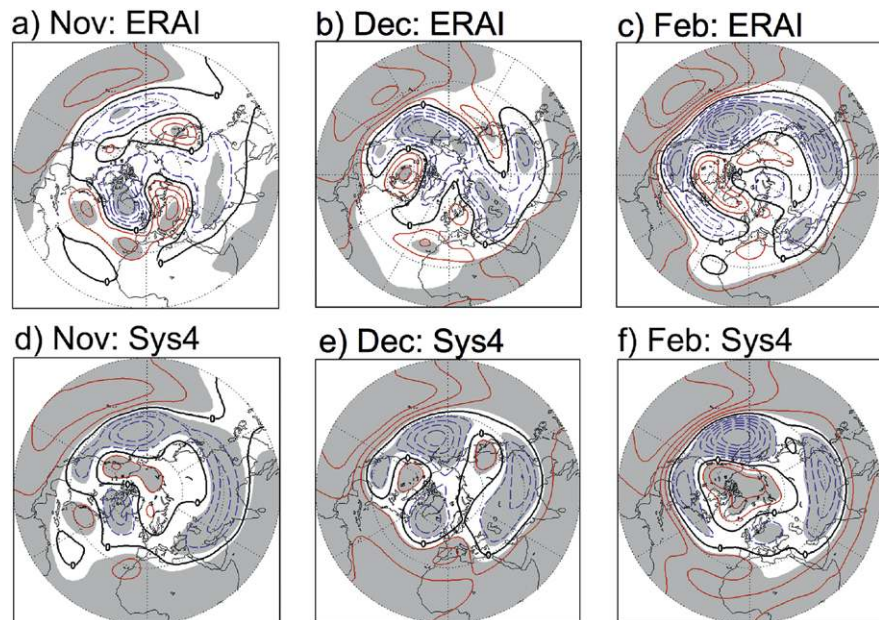 a) Nov: ERAI
b) Dec: ERAI
c) Feb: ERAI
d) Nov: Sys4
e) Dec: Sys4
f) Feb: Sys4